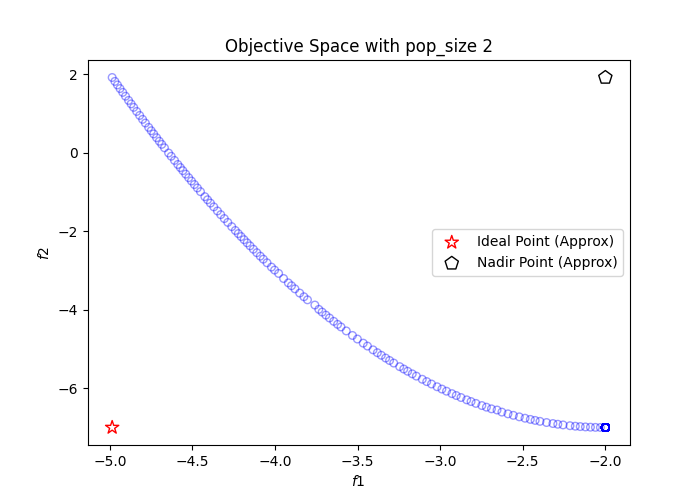 Objective Space with pop_size 2
2
0
−2
−4
−6
f2
Ideal Point (Approx)
Nadir Point (Approx)
−5.0 −4.5 −4.0 −3.5 −3.0 −2.5 −2.0
f1